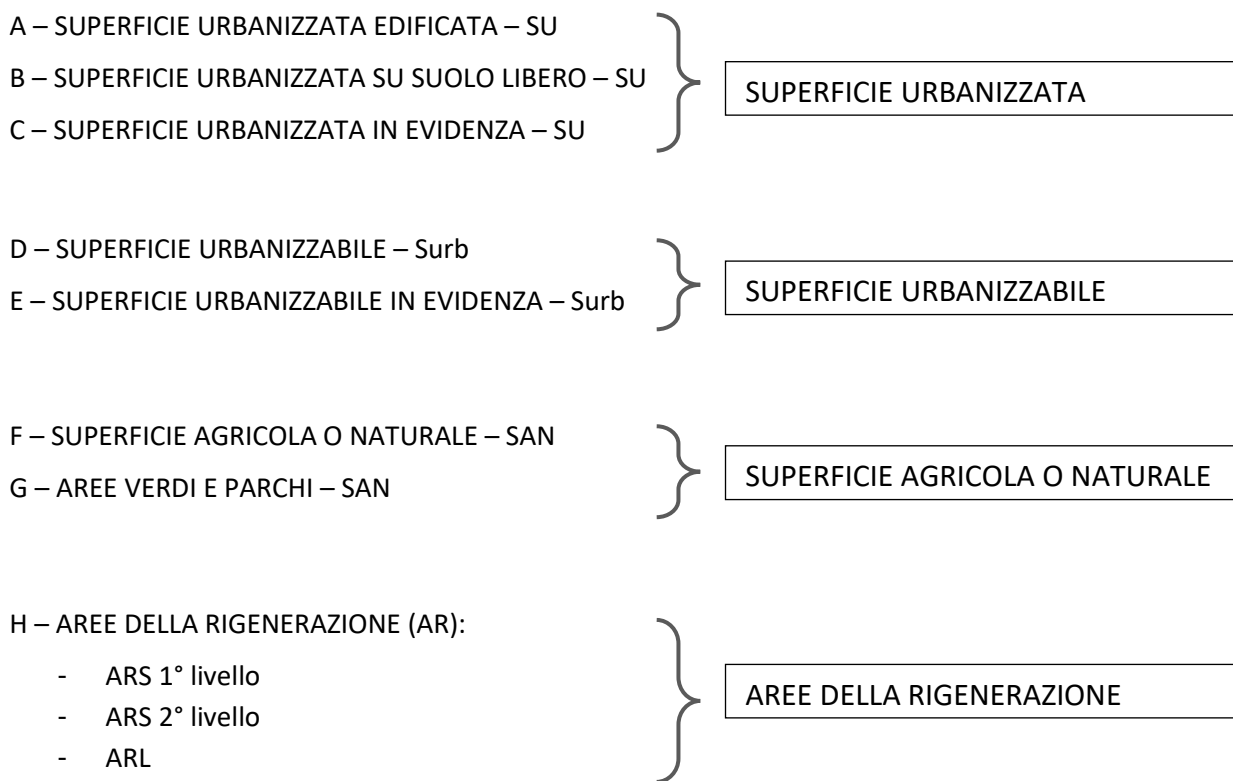 A – SUPERFICIE URBANIZZATA EDIFICATA – SU
B – SUPERFICIE URBANIZZATA SU SUOLO LIBERO – SU
C – SUPERFICIE URBANIZZATA IN EVIDENZA – SU
SUPERFICIE URBANIZZATA
D – SUPERFICIE URBANIZZABILE – Surb
E – SUPERFICIE URBANIZZABILE IN EVIDENZA – Surb
SUPERFICIE URBANIZZABILE
F – SUPERFICIE AGRICOLA O NATURALE – SAN
G – AREE VERDI E PARCHI – SAN
SUPERFICIE AGRICOLA O NATURALE
H – AREE DELLA RIGENERAZIONE (AR):
- ARS 1° livello
- ARS 2° livello
- ARL
AREE DELLA RIGENERAZIONE